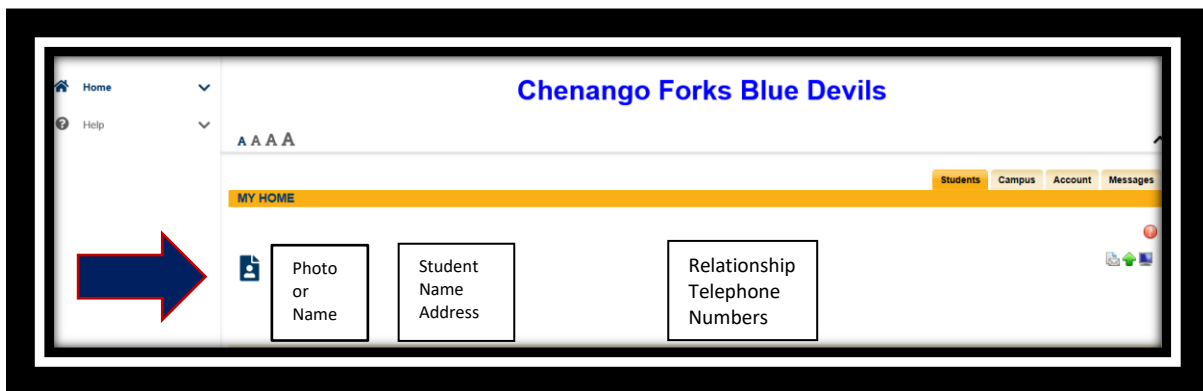 Home
Chenango Forks Blue Devils
Help
A A A A
Students Campus Account Messages
MY HOME
Photo
or
Name
Student
Name
Address
Relationship
Telephone
Numbers